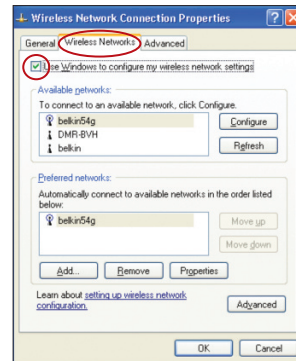 Wireless Network Connection Properties
General Wireless Networks Advanced
Use Windows to configure my wireless network settings
Available networks:
To connect to an available network, click Configure.
belkin54g
DMR-BVH
belkin
Configure
Refresh
Preferred networks:
Automatically connect to available networks in the order listed
below:
belkin54g
Move up
Move down
Add... Remove Properties
Learn about setting up wireless network
configuration.
Advanced
OK Cancel